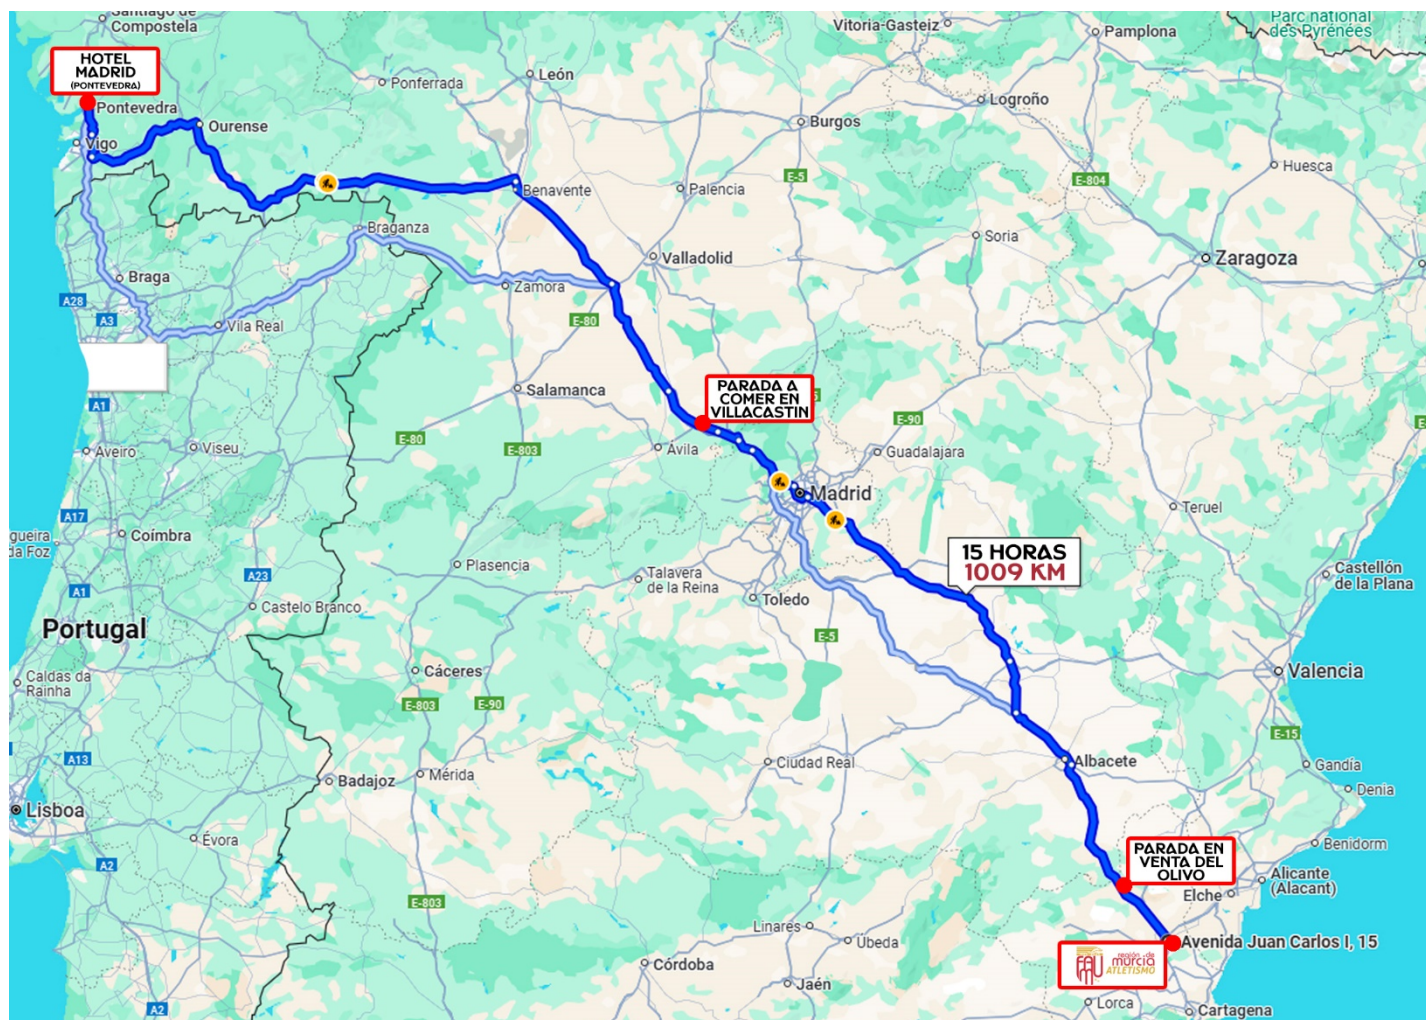 Santiago de
Compostela
Vitoria-Gasteiz
Pamplona
Parc national
des Pyrénées
HOTEL
MADRID
(PONTEVEDRA)
Ponferrada
León
Logroño
Pontevedra
Ourense
Burgos
Vigo
Huesca
E-5
E-804
Benavente
Palencia
Braganza
Soria
Valladolid
Zaragoza
Braga
Zamora
A28
A3
Vila Real
E-80
PARADA A
COMER EN
VILLACASTIN
Salamanca
A1
E-90
E-80
E-803
Aveiro
Viseu
Ávila
Guadalajara
Madrid
A17
Teruel
gueira
da Foz
Coímbra
15 HORAS
1009 KM
A23
Plasencia
Talavera
de la Reina
Castellón
de la Plana
A1
Castelo Branco
Toledo
Portugal
E-5
Cáceres
Valencia
Caldas da
Rainha
E-803
E-90
E-15
A13
Badajoz
Mérida
Ciudad Real
Albacete
Gandía
Denia
Lisboa
Évora
Benidorm
PARADA EN
VENTA DEL
OLIVO
A2
Alicante
(Alacant)
Elche
E-803
Linares
Úbeda
Avenida Juan Carlos I, 15
región de
murcia
ATLETISMO
FAMU
Córdoba
Jaén
Lorca
Cartagena
A2